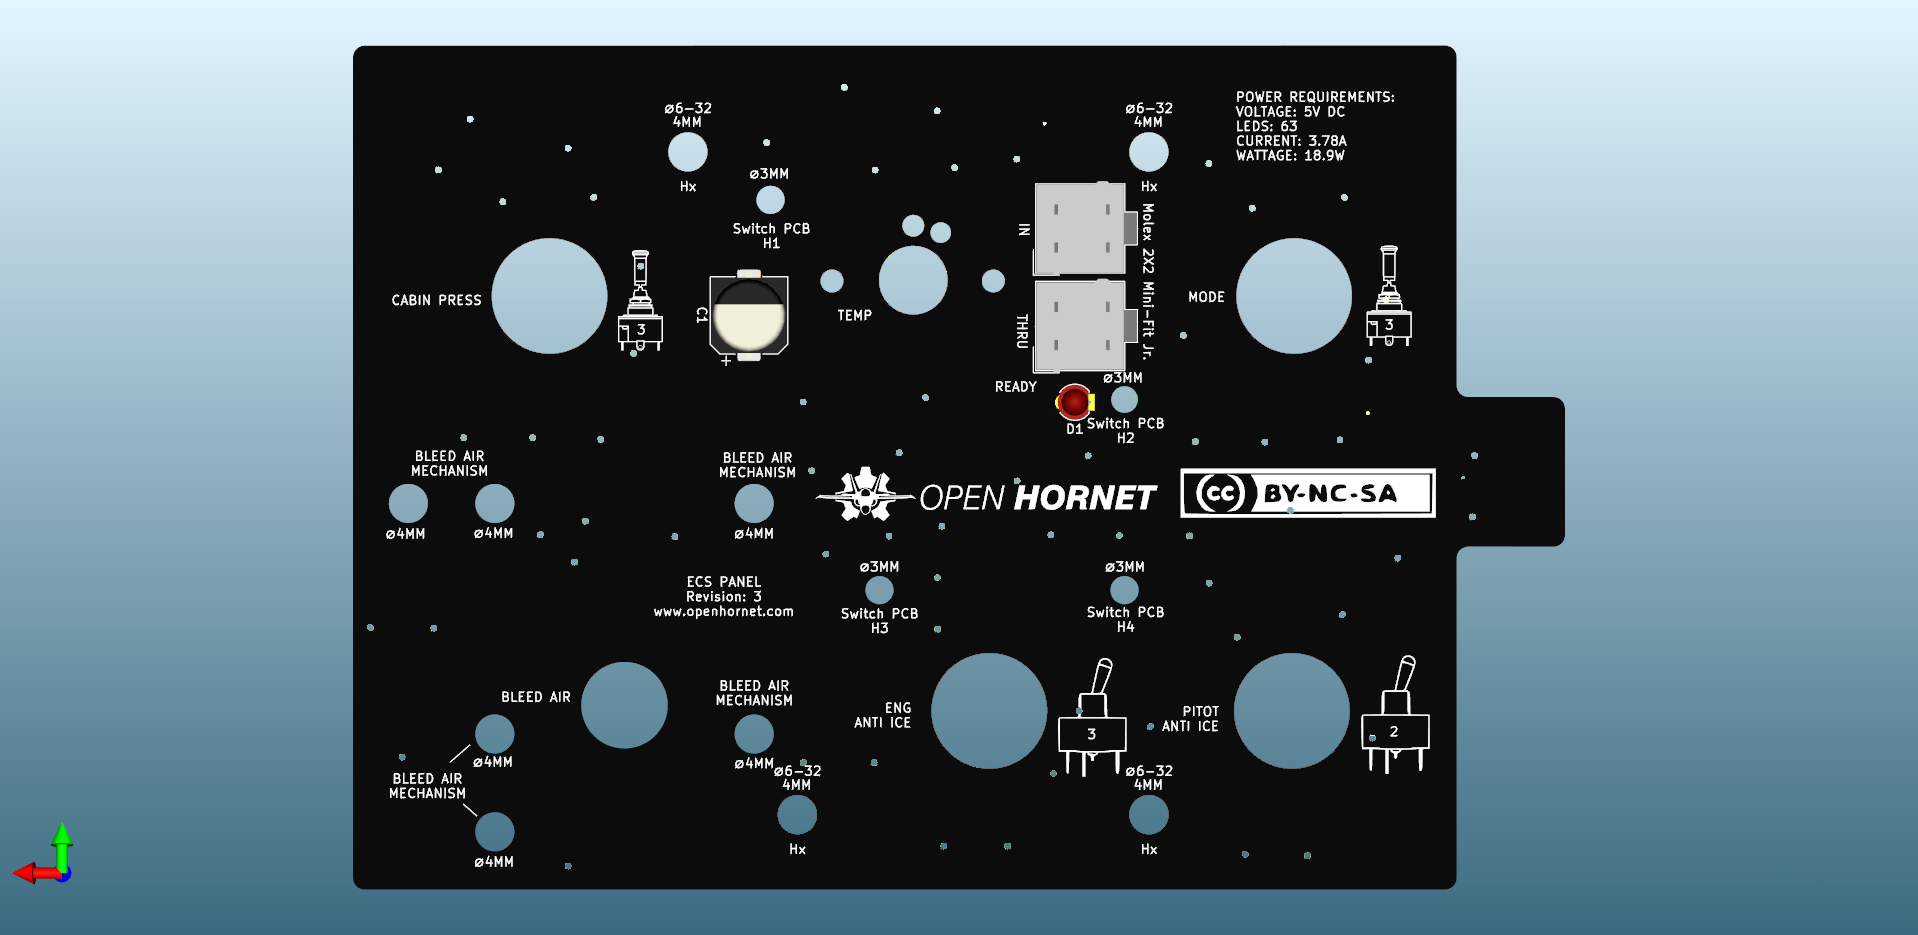 POWER REQUIREMENTS:
VOLTAGE: 5V DC
LEDS: 63
CURRENT: 3.78A
WATTAGE: 18.9W
ø6-32
4MM
Hx
ø6-32
4MM
Hx
ø3MM
Switch PCB
H1
IN
Molex 2X2 Mini-Fit Jr.
THRU
CABIN PRESS
3
C1
+
TEMP
MODE
3
READY
D1
ø3MM
Switch PCB
H2
BLEED AIR
MECHANISM
ø4MM
ø4MM
BLEED AIR
MECHANISM
ø4MM
OPEN HORNET
cc BY-NC-SA
ECS PANEL
Revision: 3
www.openhornet.com
ø3MM
Switch PCB
H3
ø3MM
Switch PCB
H4
BLEED AIR
BLEED AIR
MECHANISM
ø4MM
ENG
ANTI ICE
3
PITOT
ANTI ICE
2
ø4MM
BLEED AIR
MECHANISM
ø4MM
ø6-32
4MM
Hx
ø6-32
4MM
Hx